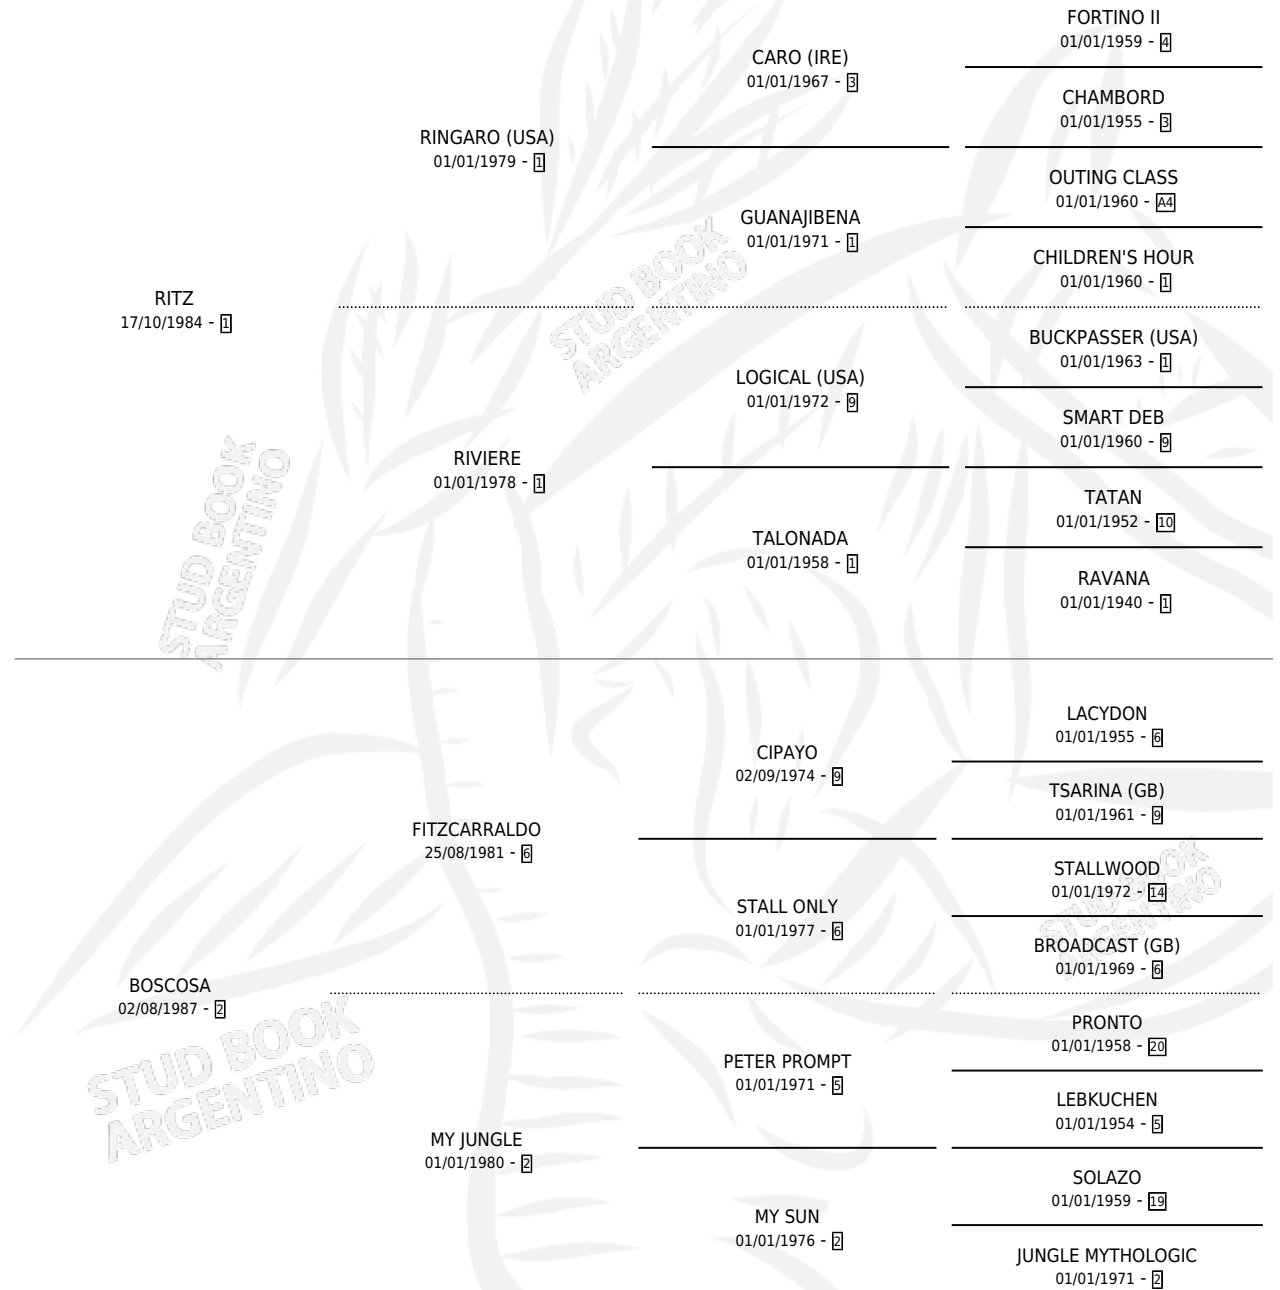 FORTINO II
01/01/1959 - 4
CARO (IRE)
01/01/1967 - 3
CHAMBORD
01/01/1955 - 3
RINGARO (USA)
01/01/1979 - 1
OUTING CLASS
01/01/1960 - A4
GUANAJIBENA
01/01/1971 - 1
CHILDREN'S HOUR
01/01/1960 - 1
RITZ
17/10/1984 - 1
BUCKPASSER (USA)
01/01/1963 - 1
LOGICAL (USA)
01/01/1972 - 9
SMART DEB
01/01/1960 - 9
RIVIERE
01/01/1978 - 1
TATAN
01/01/1952 - 10
TALONADA
01/01/1958 - 1
RAVANA
01/01/1940 - 1
LACYDON
01/01/1955 - 6
CIPAYO
02/09/1974 - 9
TSARINA (GB)
01/01/1961 - 9
FITZCARRALDO
25/08/1981 - 6
STALLWOOD
01/01/1972 - 14
STALL ONLY
01/01/1977 - 6
BROADCAST (GB)
01/01/1969 - 6
BOSCOSA
02/08/1987 - 2
PRONTO
01/01/1958 - 20
PETER PROMPT
01/01/1971 - 5
LEBKUCHEN
01/01/1954 - 5
MY JUNGLE
01/01/1980 - 2
SOLAZO
01/01/1959 - 19
MY SUN
01/01/1976 - 2
JUNGLE MYTHOLOGIC
01/01/1971 - 2
STUD BOOK
ARGENTINO
STUD BOOK
ARGENTINO
STUD BOOK
ARGENTINO
STUD BOOK
ARGENTINO